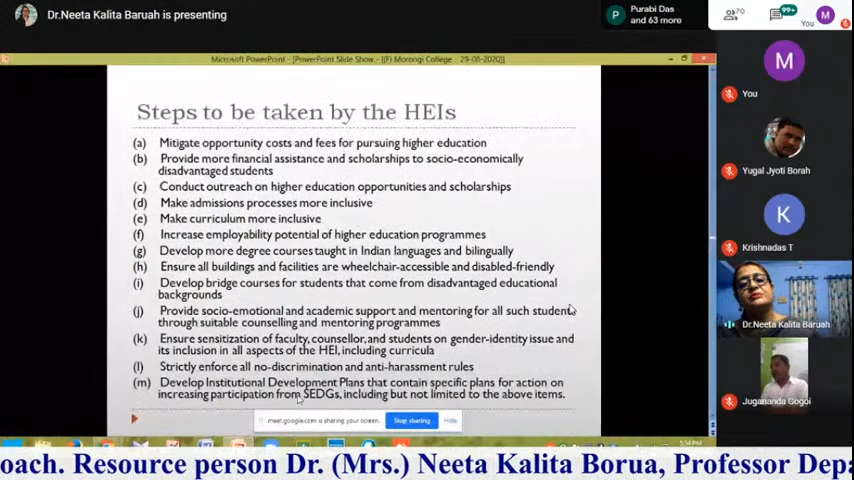 Dr.Neeta Kalita Baruah is presenting
P Purabi Das
and 63 more
70
99+
You M
Microsoft PowerPoint - [PowerPoint Slide Show - [(F).Morongi College 29-08-2020]]
Steps to be taken by the HEIs
(a) Mitigate opportunity costs and fees for pursuing higher education
(b) Provide more financial assistance and scholarships to socio-economically
disadvantaged students
(c) Conduct outreach on higher education opportunities and scholarships
(d) Make admissions processes more inclusive
(e) Make curriculum more inclusive
(f) Increase employability potential of higher education programmes
(g) Develop more degree courses taught in Indian languages and bilingually
(h) Ensure all buildings and facilities are wheelchair-accessible and disabled-friendly
(i) Develop bridge courses for students that come from disadvantaged educational
backgrounds
(j) Provide socio-emotional and academic support and mentoring for all such students
through suitable counselling and mentoring programmes
(k) Ensure sensitization of faculty, counsellor, and students on gender-identity issue and
its inclusion in all aspects of the HEI, including curricula
(l) Strictly enforce all no-discrimination and anti-harassment rules
(m) Develop Institutional Development Plans that contain specific plans for action on
increasing participation from SEDGs, including but not limited to the above items.
meet.google.com is sharing your screen. Stop sharing Hide
5:54 PM
M
You
Yugal Jyoti Borah
K
Krishnadas T
Dr.Neeta Kalita Baruah
Jugananda Gogoi
oach. Resource person Dr. (Mrs.) Neeta Kalita Borua, Professor Depa